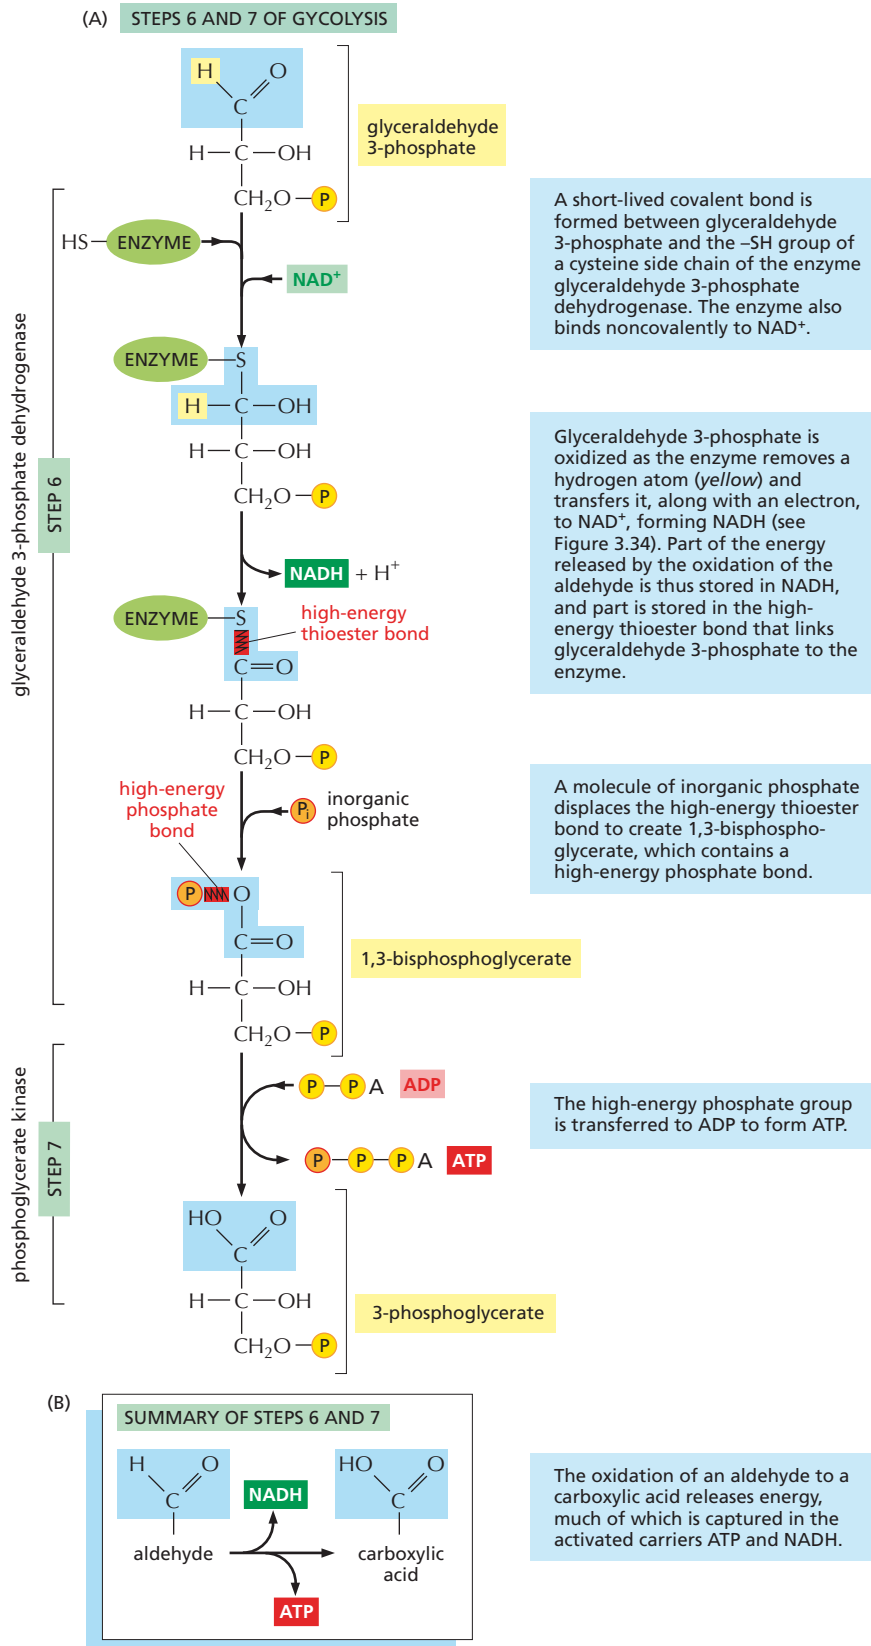 (A) STEPS 6 AND 7 OF GYCOLYSIS
H O
C
glyceraldehyde
3-phosphate
H—C—OH
CH₂O—P
glyceraldehyde 3-phosphate dehydrogenase
STEP 6
HS—ENZYME
NAD⁺
A short-lived covalent bond is
formed between glyceraldehyde
3-phosphate and the –SH group of
a cysteine side chain of the enzyme
glyceraldehyde 3-phosphate
dehydrogenase. The enzyme also
binds noncovalently to NAD⁺.
ENZYME—S
H—C—OH
H—C—OH
CH₂O—P
NADH + H⁺
Glyceraldehyde 3-phosphate is
oxidized as the enzyme removes a
hydrogen atom (yellow) and
transfers it, along with an electron,
to NAD⁺, forming NADH (see
Figure 3.34). Part of the energy
released by the oxidation of the
aldehyde is thus stored in NADH,
and part is stored in the high-
energy thioester bond that links
glyceraldehyde 3-phosphate to the
enzyme.
ENZYME—S
high-energy
thioester bond
C=O
H—C—OH
CH₂O—P
high-energy
phosphate
bond
Pᵢ inorganic
phosphate
A molecule of inorganic phosphate
displaces the high-energy thioester
bond to create 1,3-bisphospho-
glycerate, which contains a
high-energy phosphate bond.
P O
C=O
1,3-bisphosphoglycerate
H—C—OH
CH₂O—P
phosphoglycerate kinase
STEP 7
P—P A ADP
P—P—P A ATP
The high-energy phosphate group
is transferred to ADP to form ATP.
HO O
C
H—C—OH
3-phosphoglycerate
CH₂O—P
(B)
SUMMARY OF STEPS 6 AND 7
H O
C
aldehyde
NADH
ATP
HO O
C
carboxylic
acid
The oxidation of an aldehyde to a
carboxylic acid releases energy,
much of which is captured in the
activated carriers ATP and NADH.